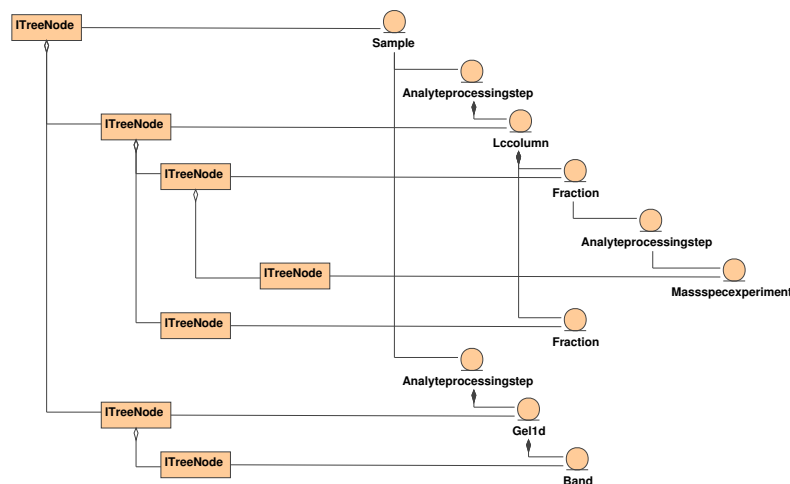 ITreeNode
Sample
Analyteprocessingstep
ITreeNode
Lccolumn
ITreeNode
Fraction
Analyteprocessingstep
ITreeNode
Massspecexperiment
ITreeNode
Fraction
Analyteprocessingstep
ITreeNode
Gel1d
ITreeNode
Band